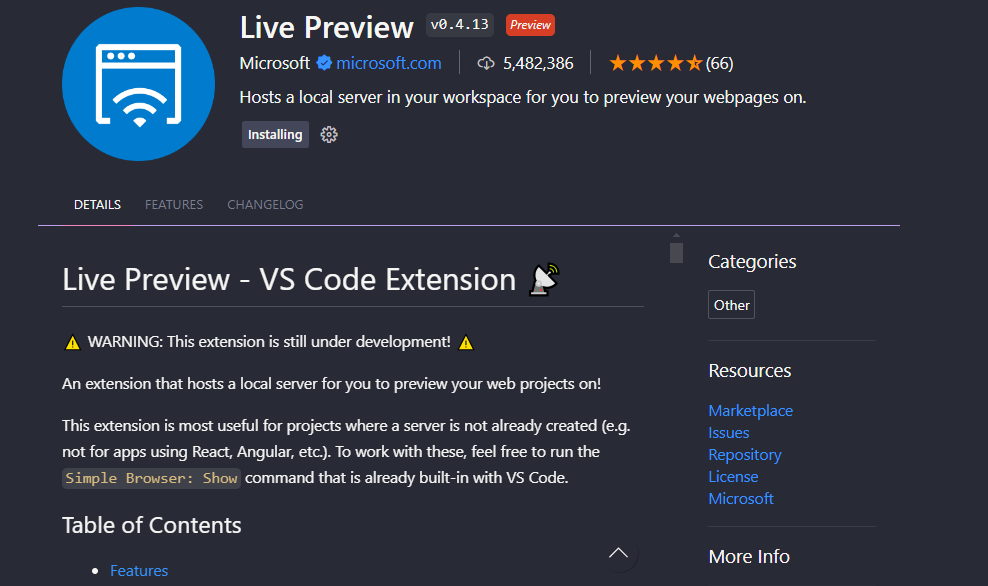 Live Preview v0.4.13 Preview
Microsoft microsoft.com 5,482,386 (66)
Hosts a local server in your workspace for you to preview your webpages on.
Installing
DETAILS FEATURES CHANGELOG
Live Preview - VS Code Extension
WARNING: This extension is still under development!
An extension that hosts a local server for you to preview your web projects on!
This extension is most useful for projects where a server is not already created (e.g.
not for apps using React, Angular, etc.). To work with these, feel free to run the
Simple Browser: Show command that is already built-in with VS Code.
Table of Contents
• Features
Categories
Other
Resources
Marketplace
Issues
Repository
License
Microsoft
More Info